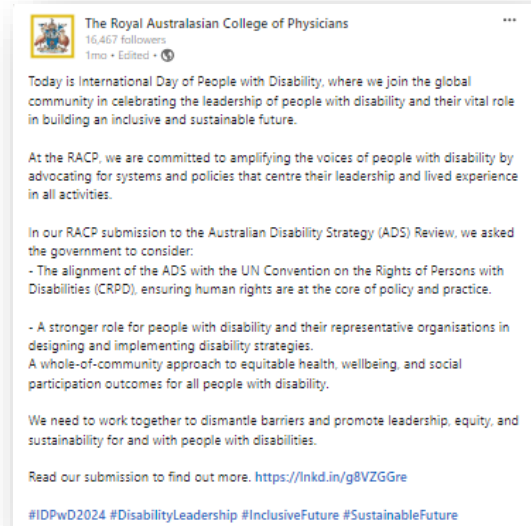 The Royal Australasian College of Physicians
16,467 followers
1mo • Edited •
Today is International Day of People with Disability, where we join the global
community in celebrating the leadership of people with disability and their vital role
in building an inclusive and sustainable future.
At the RACP, we are committed to amplifying the voices of people with disability by
advocating for systems and policies that centre their leadership and lived experience
in all activities.
In our RACP submission to the Australian Disability Strategy (ADS) Review, we asked
the government to consider:
- The alignment of the ADS with the UN Convention on the Rights of Persons with
Disabilities (CRPD), ensuring human rights are at the core of policy and practice.
- A stronger role for people with disability and their representative organisations in
designing and implementing disability strategies.
A whole-of-community approach to equitable health, wellbeing, and social
participation outcomes for all people with disability.
We need to work together to dismantle barriers and promote leadership, equity, and
sustainability for and with people with disabilities.
Read our submission to find out more. https://lnkd.in/g8VZGGre
#IDPwD2024 #DisabilityLeadership #InclusiveFuture #SustainableFuture